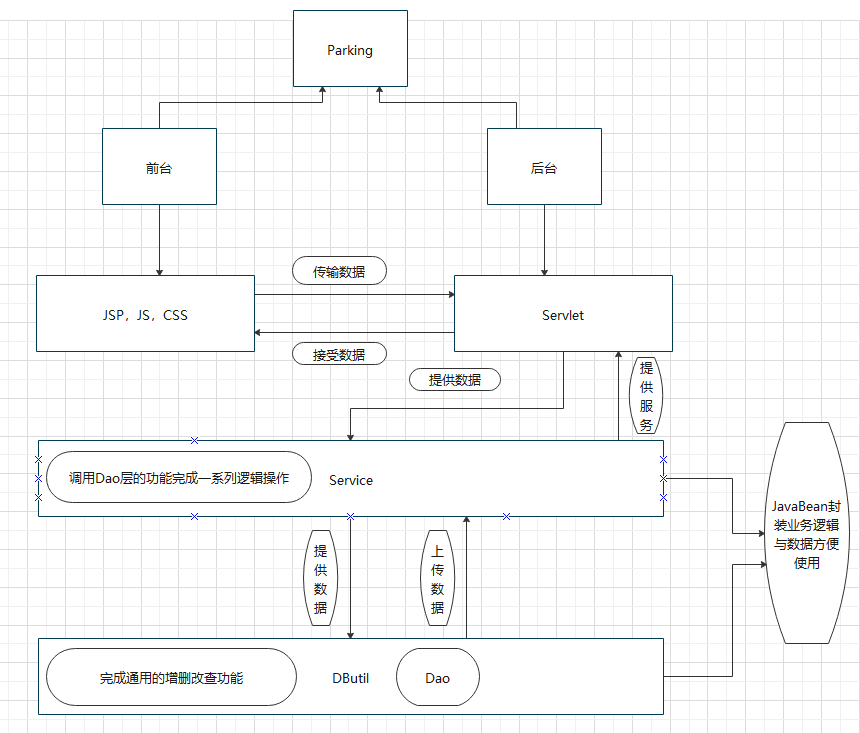 Parking
前台
后台
传输数据
JSP，JS，CSS
Servlet
接受数据
提供数据
提
供
服
务
调用Dao层的功能完成一系列逻辑操作
Service
JavaBean封
装业务逻辑
与数据方便
使用
提
供
数
据
上
传
数
据
完成通用的增删改查功能
DButil
Dao